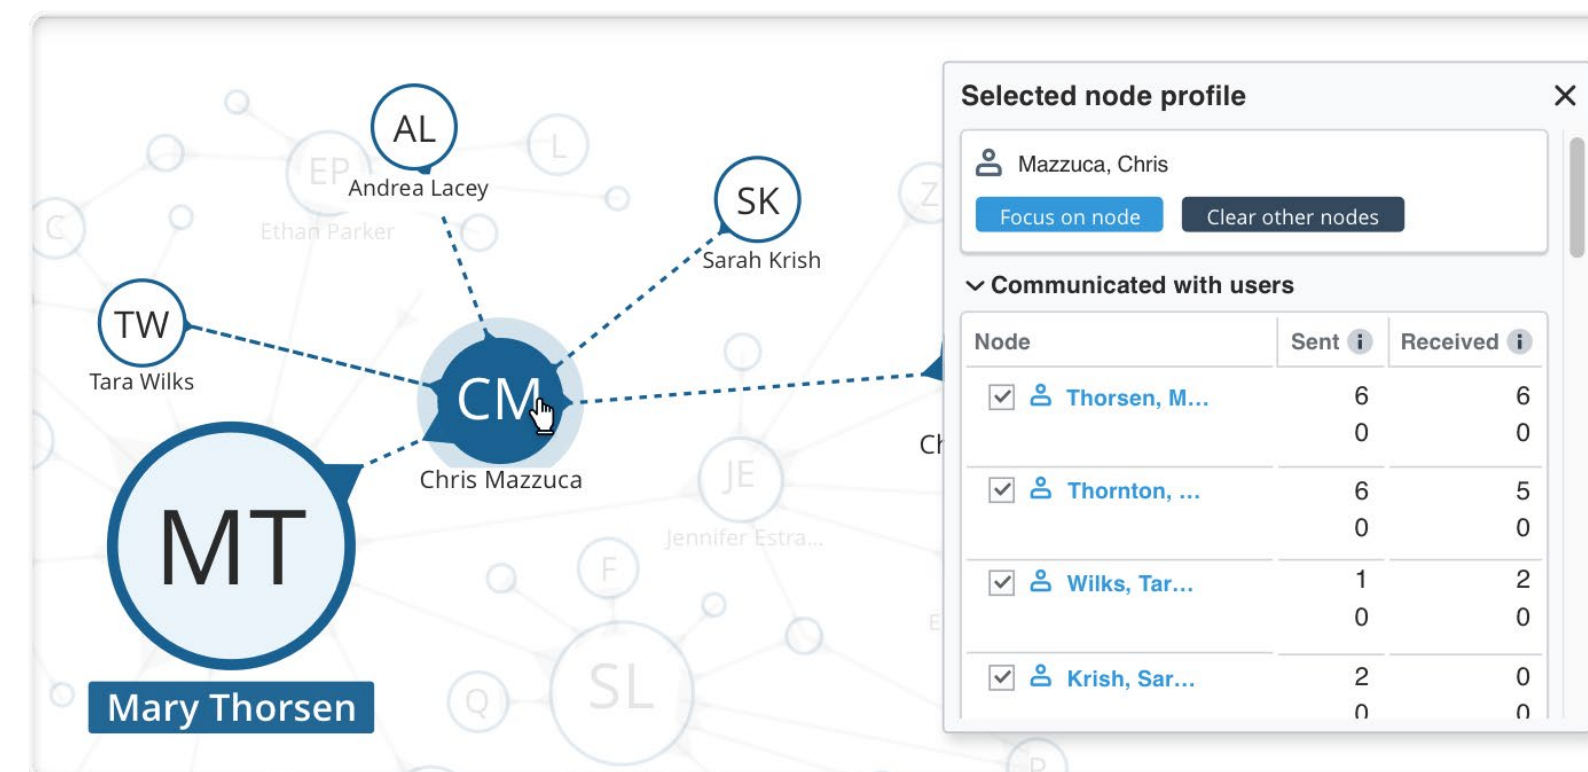 AL
Andrea Lacey
EP
Ethan Parker
L
C
SK
Sarah Krish
Z
TW
Tara Wilks
CM
Chris Mazzuca
MT
Mary Thorsen
JE
Jennifer Estra...
F
SL
Q
E
P
Ch
Selected node profile
Mazzuca, Chris
Focus on node Clear other nodes
Communicated with users
Node Sent i Received i
Thorsen, M... 6 6
0 0
Thornton, ... 6 5
0 0
Wilks, Tar... 1 2
0 0
Krish, Sar... 2 0
0 0